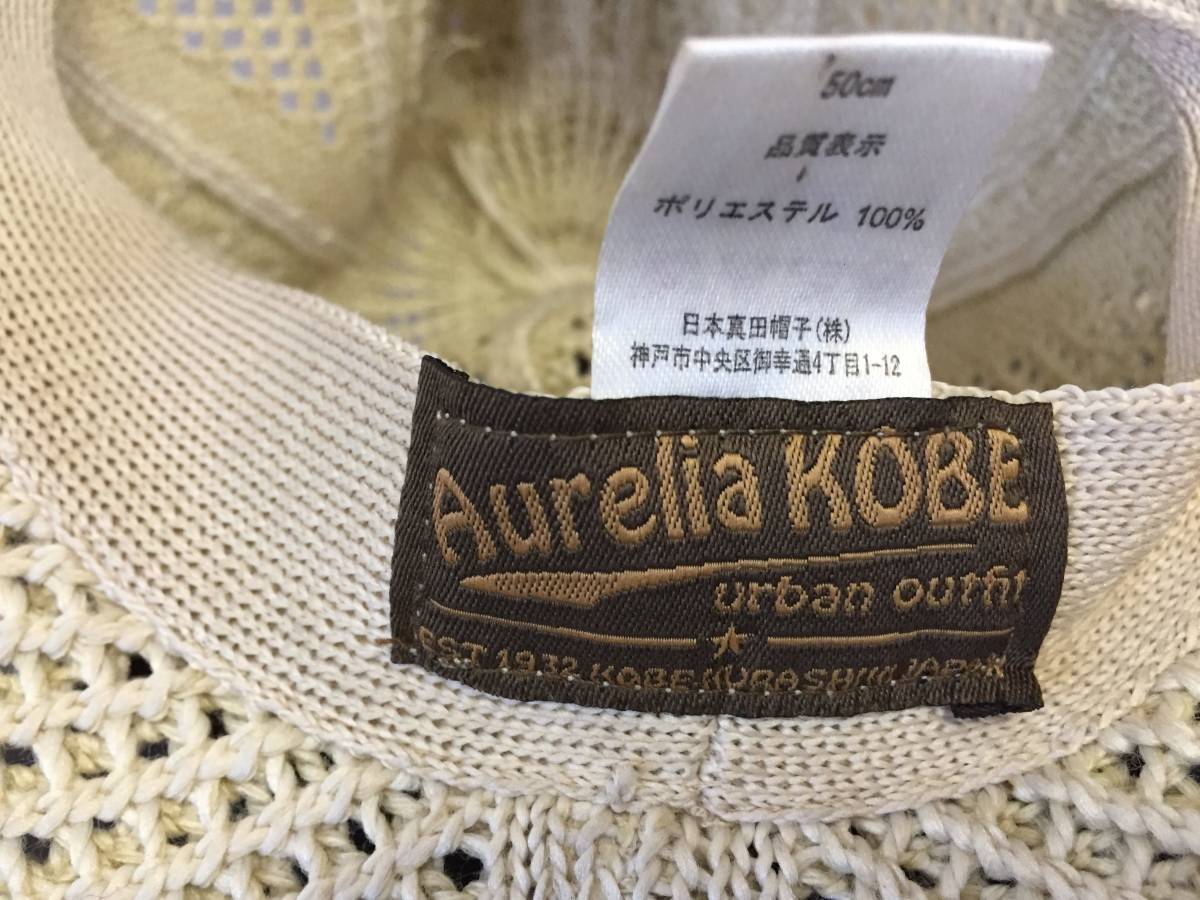 50cm
品質表示
ポリエステル 100%
日本真田帽子(株)
神戸市中央区御幸通4丁目1-12
Aurelia KOBE
urban outfit
EST 1932 KOBE KURASHIKI JAPAN